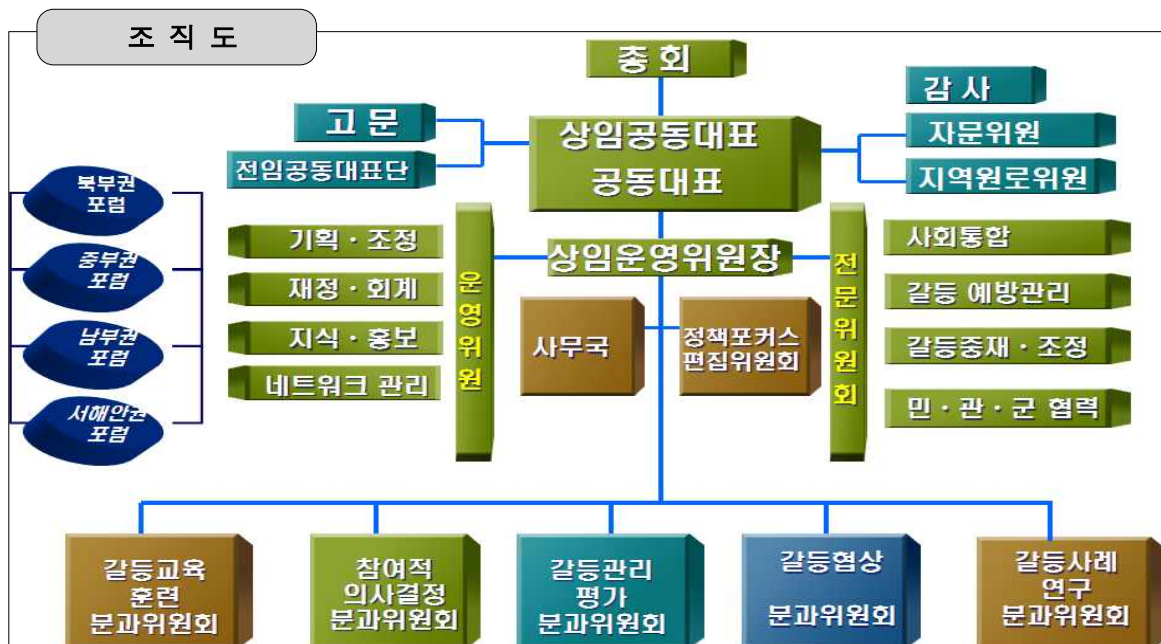 조 직 도
총 회
고 문
전임공동대표단
상임공동대표
공동대표
감 사
자문위원
지역원로위원
북부권
포럼
중부권
포럼
남부권
포럼
서해안권
포럼
기획 · 조정
재정 · 회계
지식 · 홍보
네트워크 관리
운영위원
상임운영위원장
사무국
정책포커스
편집위원회
전문위원회
사회통합
갈등 예방관리
갈등중재 · 조정
민 · 관 · 군 협력
갈등교육
훈련
분과위원회
참여적
의사결정
분과위원회
갈등관리
평가
분과위원회
갈등협상
분과위원회
갈등사례
연구
분과위원회